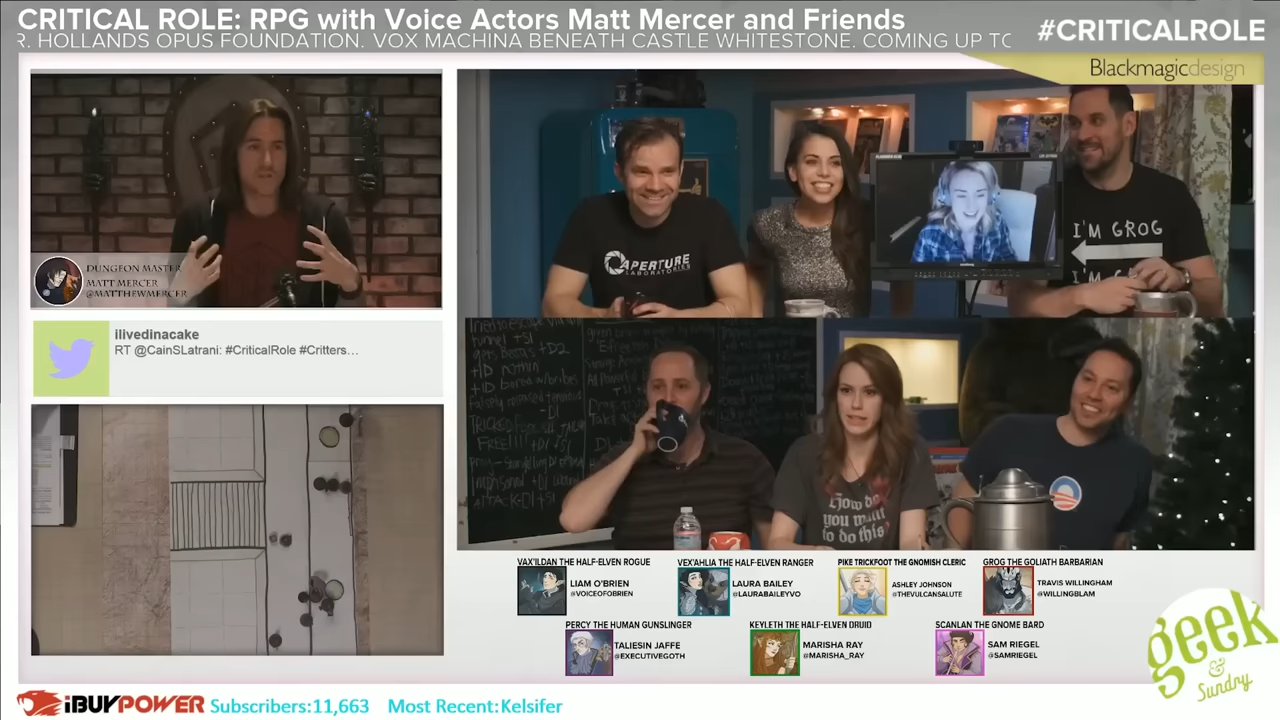 CRITICAL ROLE: RPG with Voice Actors Matt Mercer and Friends
R. HOLLANDS OPUS FOUNDATION. VOX MACHINA BENEATH CASTLE WHITESTONE. COMING UP TO
#CRITICALROLE
Blackmagicdesign
DUNGEON MASTER
MATT MERCER
@MATTHEWMERCER
ilivedinacake
RT @CainSLatrani: #CriticalRole #Critters…
APERTURE
LABORATORIES
I'M GROG
How do
you want
to do this
VAX'ILDAN THE HALF-ELVEN ROGUE
LIAM O'BRIEN
@VOICEOFOBRIEN
VEX'AHLIA THE HALF-ELVEN RANGER
LAURA BAILEY
@LAURABAILEYVO
PIKE TRICKFOOT THE GNOMISH CLERIC
ASHLEY JOHNSON
@THEVULCANSALUTE
GROG THE GOLIATH BARBARIAN
TRAVIS WILLINGHAM
@WILLINGBLAM
PERCY THE HUMAN GUNSLINGER
TALIESIN JAFFE
@EXECUTIVEGOTH
KEYLETH THE HALF-ELVEN DRUID
MARISHA RAY
@MARISHA_RAY
SCANLAN THE GNOME BARD
SAM RIEGEL
@SAMRIEGEL
geek
&
Sundry
iBUYPOWER
Subscribers:11,663 Most Recent:Kelsifer